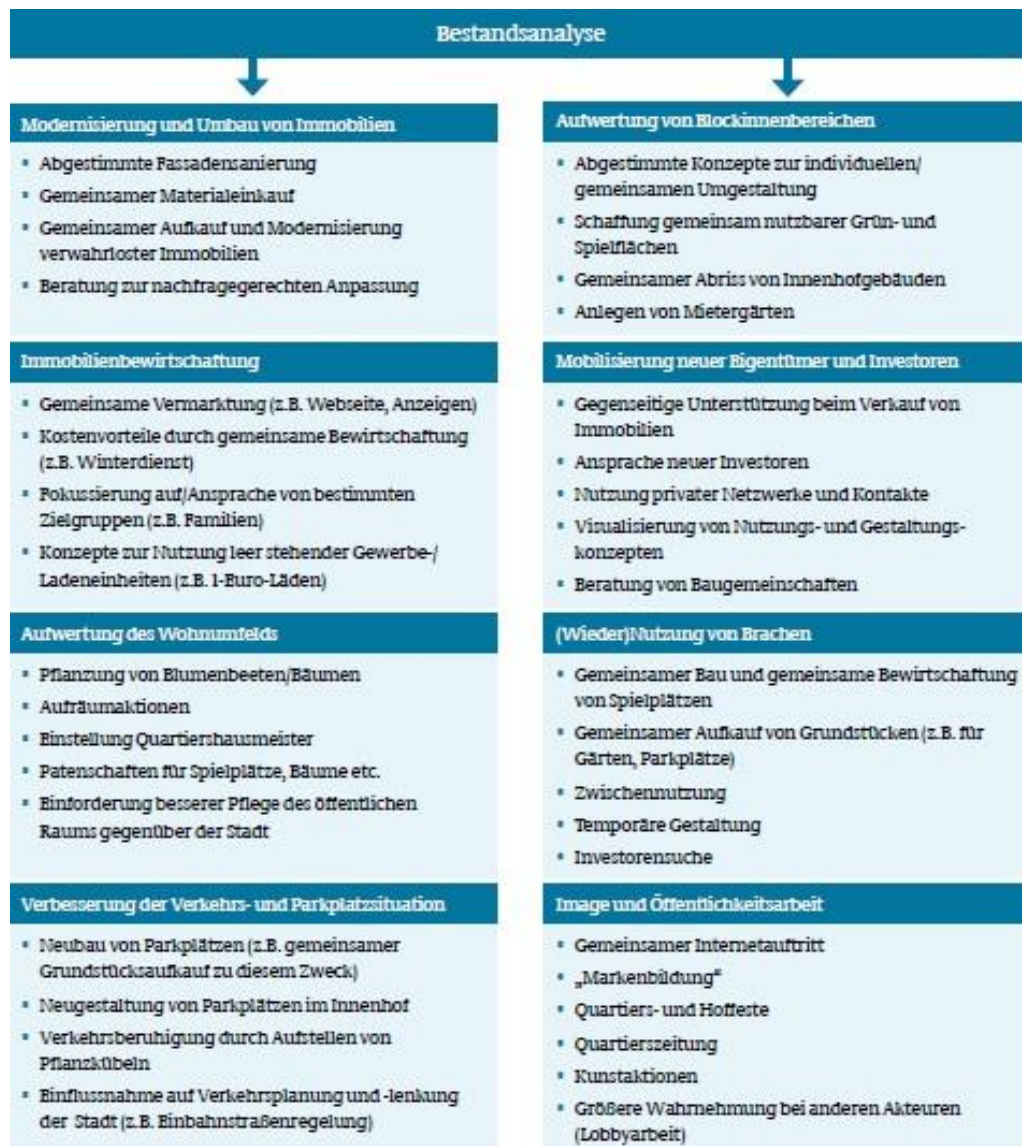 Bestandsanalyse
Modernisierung und Umbau von Immobilien
▪ Abgestimmte Fassadensanierung
▪ Gemeinsamer Materialeinkauf
▪ Gemeinsamer Aufkauf und Modernisierung
verwahrloster Immobilien
▪ Beratung zur nachfragegerechten Anpassung
Aufwertung von Blockinnenbereichen
▪ Abgestimmte Konzepte zur individuellen/
gemeinsamen Umgestaltung
▪ Schaffung gemeinsam nutzbarer Grün- und
Spielflächen
▪ Gemeinsamer Abriss von Innenhofgebäuden
▪ Anlegen von Mietergärten
Immobilienbewirtschaftung
▪ Gemeinsame Vermarktung (z.B. Webseite, Anzeigen)
▪ Kostenvorteile durch gemeinsame Bewirtschaftung
(z.B. Winterdienst)
▪ Fokussierung auf/Ansprache von bestimmten
Zielgruppen (z.B. Familien)
▪ Konzepte zur Nutzung leer stehender Gewerbe-/
Ladeneinheiten (z.B. 1-Euro-Läden)
Mobilisierung neuer Eigentümer und Investoren
▪ Gegenseitige Unterstützung beim Verkauf von
Immobilien
▪ Ansprache neuer Investoren
▪ Nutzung privater Netzwerke und Kontakte
▪ Visualisierung von Nutzungs- und Gestaltungs-
konzepten
▪ Beratung von Baugemeinschaften
Aufwertung des Wohnumfelds
▪ Pflanzung von Blumenbeeten/Bäumen
▪ Aufräumaktionen
▪ Einstellung Quartiershausmeister
▪ Patenschaften für Spielplätze, Bäume etc.
▪ Einforderung besserer Pflege des öffentlichen
Raums gegenüber der Stadt
(Wieder)Nutzung von Brachen
▪ Gemeinsamer Bau und gemeinsame Bewirtschaftung
von Spielplätzen
▪ Gemeinsamer Aufkauf von Grundstücken (z.B. für
Gärten, Parkplätze)
▪ Zwischennutzung
▪ Temporäre Gestaltung
▪ Investorensuche
Verbesserung der Verkehrs- und Parkplatzsituation
▪ Neubau von Parkplätzen (z.B. gemeinsamer
Grundstücksaufkauf zu diesem Zweck)
▪ Neugestaltung von Parkplätzen im Innenhof
▪ Verkehrsberuhigung durch Aufstellen von
Pflanzkübeln
▪ Einflussnahme auf Verkehrsplanung und -lenkung
der Stadt (z.B. Einbahnstraßenregelung)
Image und Öffentlichkeitsarbeit
▪ Gemeinsamer Internetauftritt
▪ „Markenbildung“
▪ Quartiers- und Hoffeste
▪ Quartierszeitung
▪ Kunstaktionen
▪ Größere Wahrnehmung bei anderen Akteuren
(Lobbyarbeit)